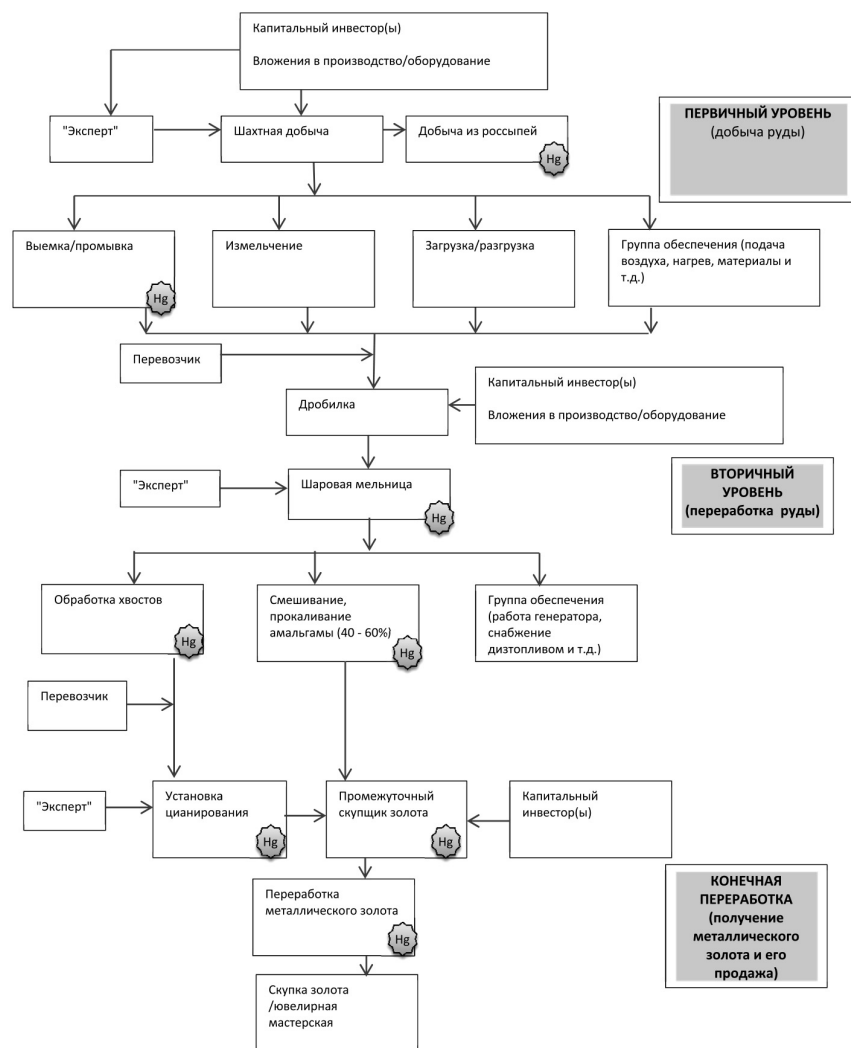 Капитальный инвестор(ы)
Вложения в производство/оборудование
"Эксперт"
Шахтная добыча
Добыча из россыпей
Hg
ПЕРВИЧНЫЙ УРОВЕНЬ
(добыча руды)
Выемка/промывка
Hg
Измельчение
Загрузка/разгрузка
Группа обеспечения (подача
воздуха, нагрев, материалы и
т.д.)
Перевозчик
Дробилка
Капитальный инвестор(ы)
Вложения в производство/оборудование
"Эксперт"
Шаровая мельница
Hg
ВТОРИЧНЫЙ
УРОВЕНЬ
(переработка руды)
Обработка хвостов
Hg
Смешивание,
прокаливание
амальгамы (40 - 60%)
Hg
Группа обеспечения
(работа генератора,
снабжение
дизтопливом и т.д.)
Перевозчик
"Эксперт"
Установка
цианирования
Hg
Промежуточный
скупщик золота
Hg
Капитальный
инвестор(ы)
Переработка
металлического золота
Hg
КОНЕЧНАЯ
ПЕРЕРАБОТКА
(получение
металлического
золота и его
продажа)
Скупка золота
/ювелирная
мастерская